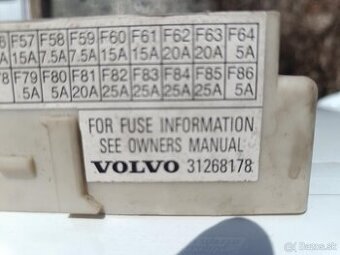 F57 F58 F59 F60 F61 F62 F63 F64
15A 7.5A 7.5A 15A 15A 20A 20A 5A
F79 F80 F81 F82 F83 F84 F85 F86
5A 5A 20A 25A 25A 25A 25A 5A
FOR FUSE INFORMATION
SEE OWNERS MANUAL
VOLVO 31268178
bazos.sk